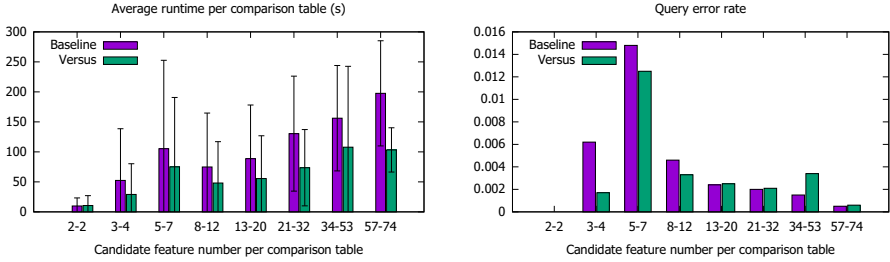 Average runtime per comparison table (s)
300
250
200
150
100
50
0
Baseline
Versus
2-2 3-4 5-7 8-12 13-20 21-32 34-53 57-74
Candidate feature number per comparison table
Query error rate
0.016
0.014
0.012
0.01
0.008
0.006
0.004
0.002
0
Baseline
Versus
2-2 3-4 5-7 8-12 13-20 21-32 34-53 57-74
Candidate feature number per comparison table